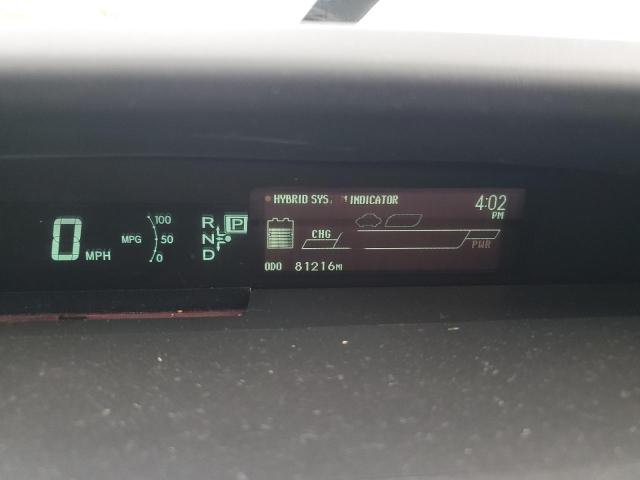 0 MPH
MPG
100
50
0
R P
N
D
HYBRID SYS. INDICATOR
4:02
PM
CHG
PWR
ODO 81216MI